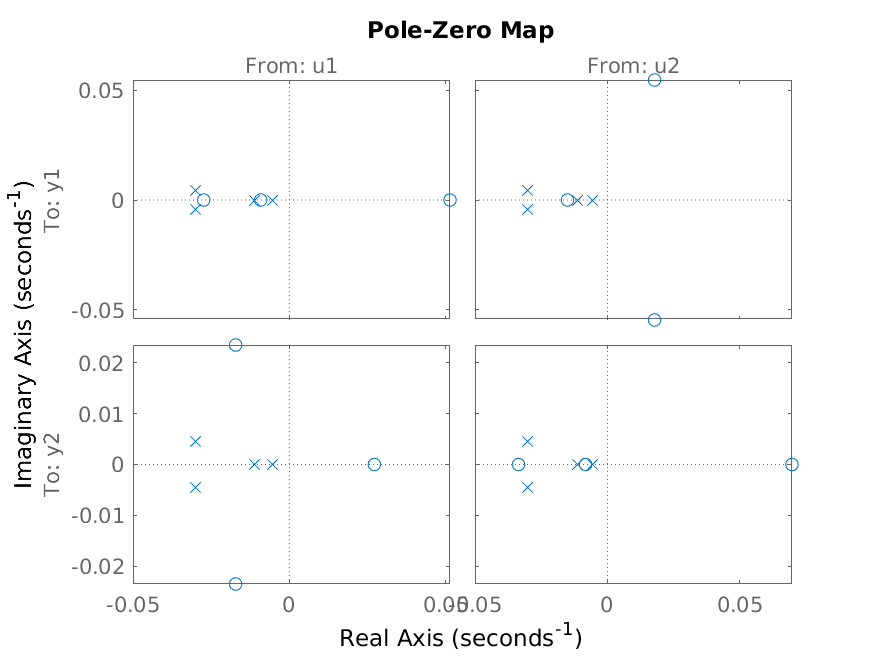 Pole-Zero Map
From: u1
From: u2
0.05
0
-0.05
To: y1
0.02
0.01
0
-0.01
-0.02
To: y2
Imaginary Axis (seconds⁻¹)
-0.05
0
0.05
-0.05
0
0.05
Real Axis (seconds⁻¹)